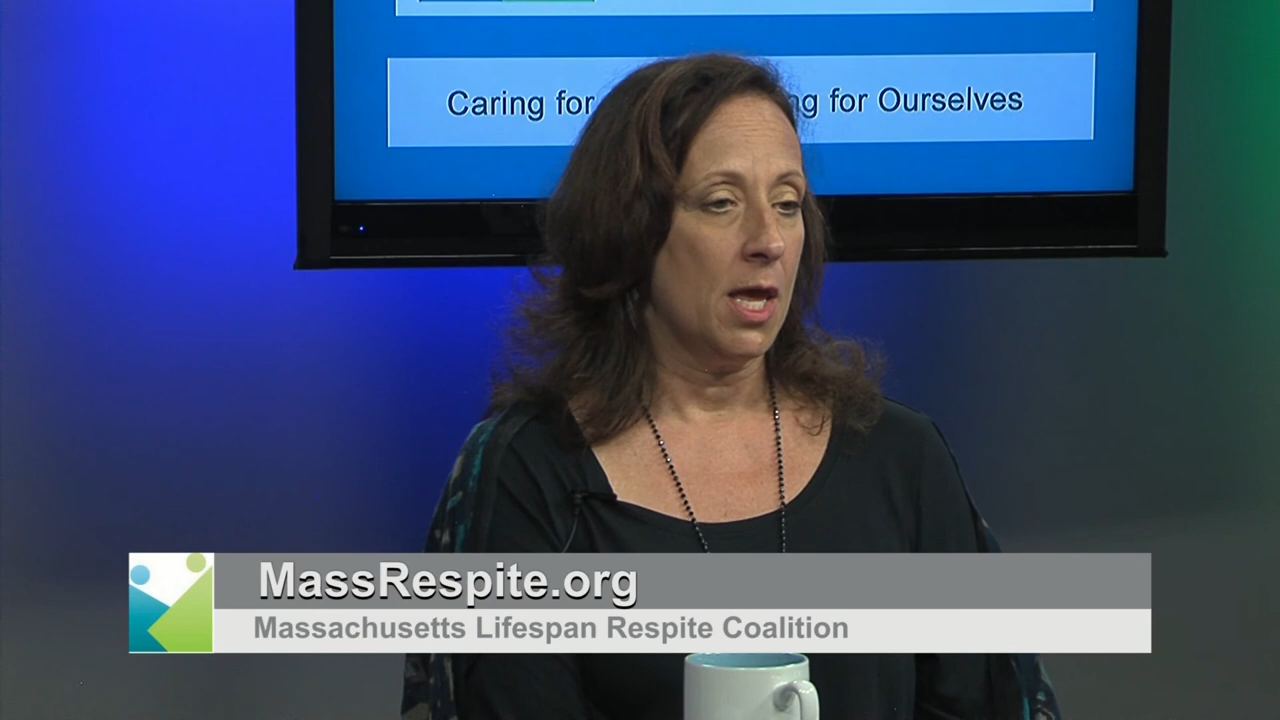 Caring for ng for Ourselves
MassRespite.org
Massachusetts Lifespan Respite Coalition